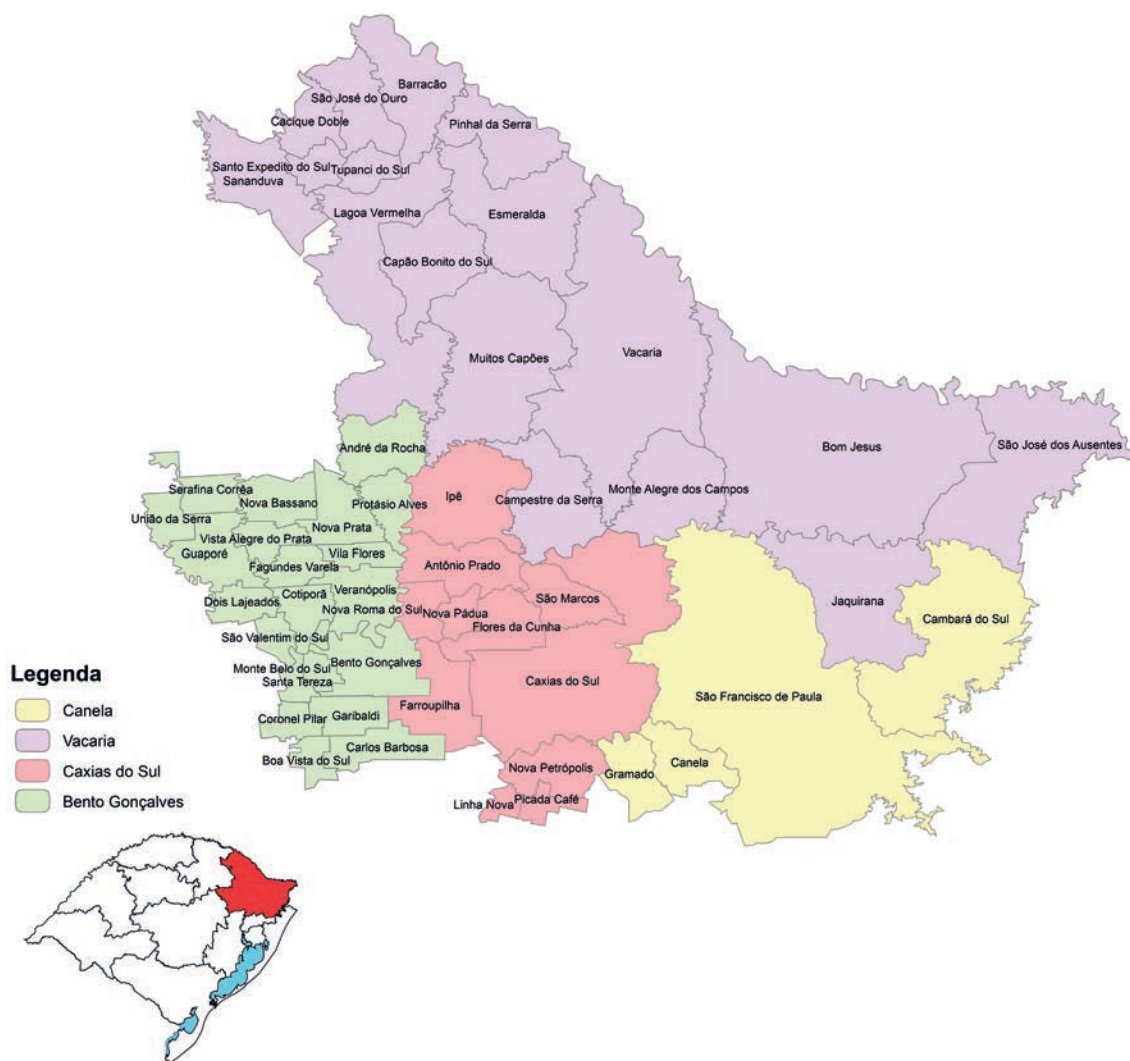 Barracão
São José do Ouro
Cacique Doble
Pinhal da Serra
Santo Expedito do Sul
Tupanci do Sul
Sananduva
Lagoa Vermelha
Esmeralda
Capão Bonito do Sul
Muitos Capões
Vacaria
Bom Jesus
São José dos Ausentes
André da Rocha
Serafina Corrêa
Nova Bassano
Protásio Alves
Ipê
Campestre da Serra
Monte Alegre dos Campos
União da Serra
Nova Prata
Vista Alegre do Prata
Guaporé
Vila Flores
Fagundes Varela
Antônio Prado
Cotiporã
Veranópolis
Dois Lajeados
Nova Roma do Sul
Nova Pádua
São Marcos
Flores da Cunha
Jaquirana
Cambará do Sul
São Valentim do Sul
Monte Belo do Sul
Bento Gonçalves
Santa Tereza
Caxias do Sul
São Francisco de Paula
Farroupilha
Coronel Pilar
Garibaldi
Carlos Barbosa
Boa Vista do Sul
Nova Petrópolis
Gramado
Canela
Linha Nova
Picada Café
Legenda
Canela
Vacaria
Caxias do Sul
Bento Gonçalves